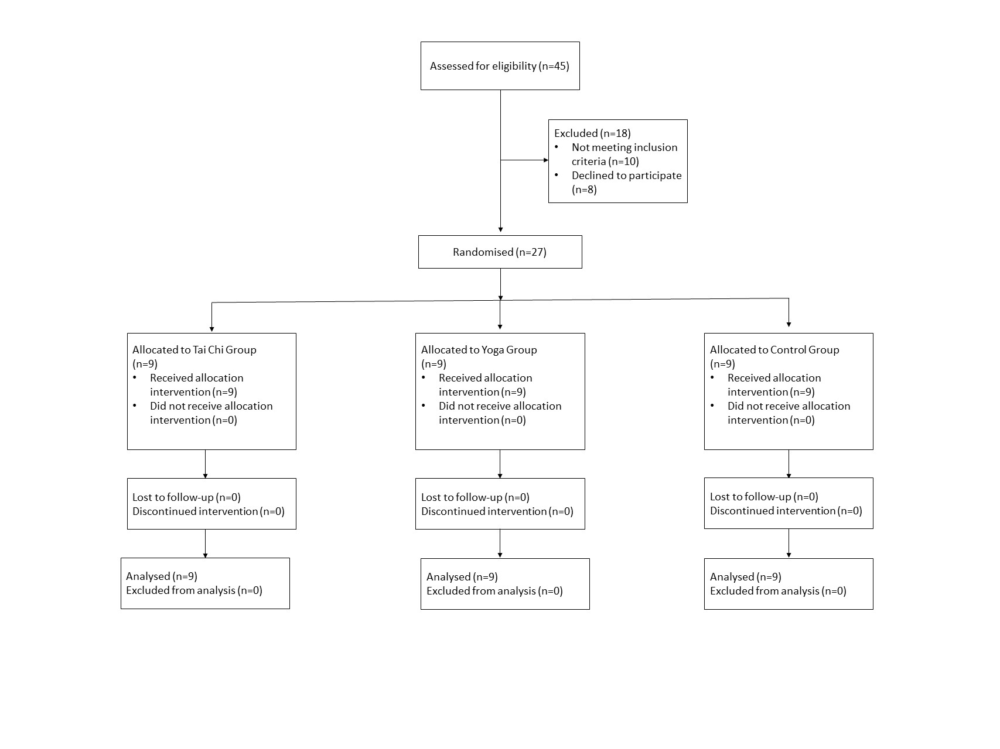 Assessed for eligibility (n=45)
Excluded (n=18)
• Not meeting inclusion
criteria (n=10)
• Declined to participate
(n=8)
Randomised (n=27)
Allocated to Tai Chi Group
(n=9)
• Received allocation
intervention (n=9)
• Did not receive allocation
intervention (n=0)
Allocated to Yoga Group
(n=9)
• Received allocation
intervention (n=9)
• Did not receive allocation
intervention (n=0)
Allocated to Control Group
(n=9)
• Received allocation
intervention (n=9)
• Did not receive allocation
intervention (n=0)
Lost to follow-up (n=0)
Discontinued intervention (n=0)
Lost to follow-up (n=0)
Discontinued intervention (n=0)
Lost to follow-up (n=0)
Discontinued intervention (n=0)
Analysed (n=9)
Excluded from analysis (n=0)
Analysed (n=9)
Excluded from analysis (n=0)
Analysed (n=9)
Excluded from analysis (n=0)